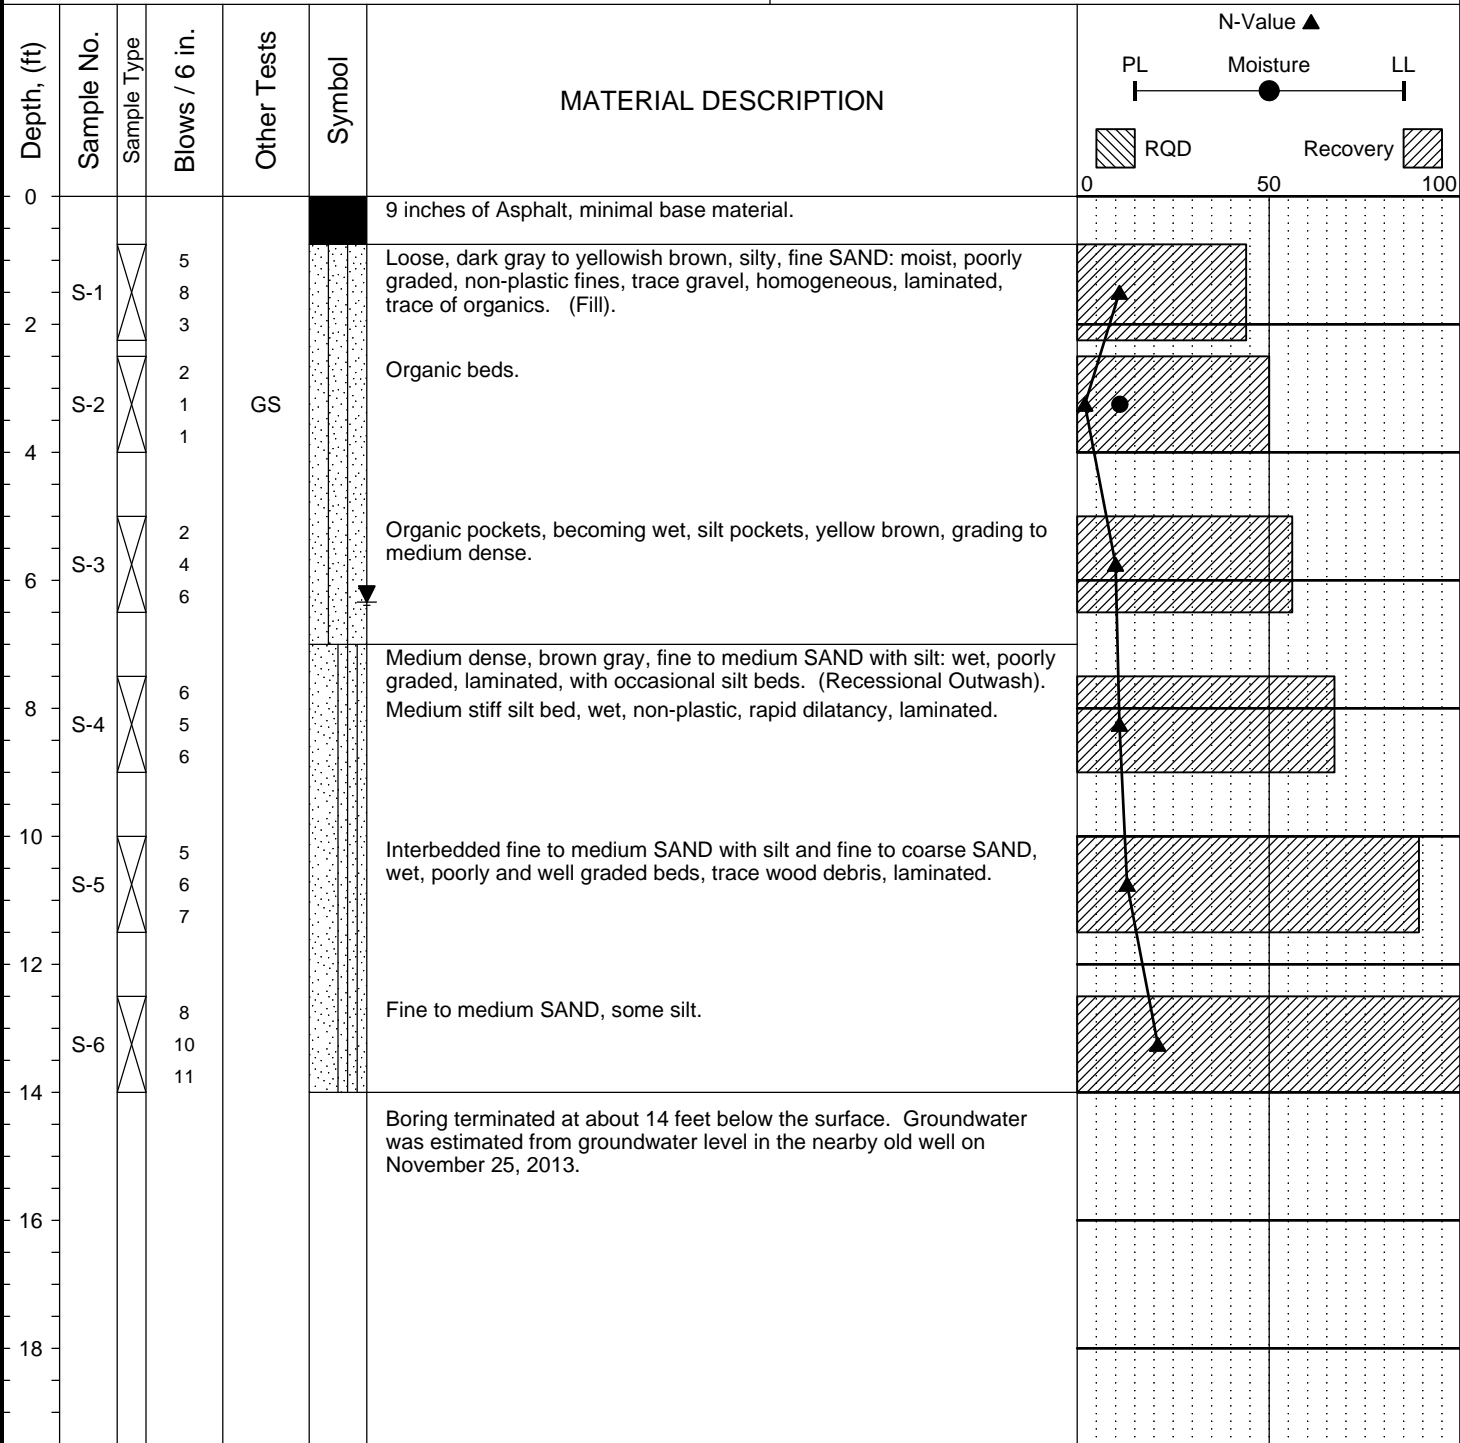 N-Value
Depth, (ft)
Sample No.
Sample Type
Blows / 6 in.
Other Tests
Symbol
MATERIAL DESCRIPTION
PL Moisture LL
RQD Recovery
0 50 100
0
9 inches of Asphalt, minimal base material.
Loose, dark gray to yellowish brown, silty, fine SAND: moist, poorly
graded, non-plastic fines, trace gravel, homogeneous, laminated,
trace of organics. (Fill).
S-1
5
8
3
2
Organic beds.
S-2
2
1
1
GS
4
Organic pockets, becoming wet, silt pockets, yellow brown, grading to
medium dense.
S-3
2
4
6
6
Medium dense, brown gray, fine to medium SAND with silt: wet, poorly
graded, laminated, with occasional silt beds. (Recessional Outwash).
Medium stiff silt bed, wet, non-plastic, rapid dilatancy, laminated.
8
S-4
6
5
6
10
Interbedded fine to medium SAND with silt and fine to coarse SAND,
wet, poorly and well graded beds, trace wood debris, laminated.
S-5
5
6
7
12
Fine to medium SAND, some silt.
S-6
8
10
11
14
Boring terminated at about 14 feet below the surface. Groundwater
was estimated from groundwater level in the nearby old well on
November 25, 2013.
16
18